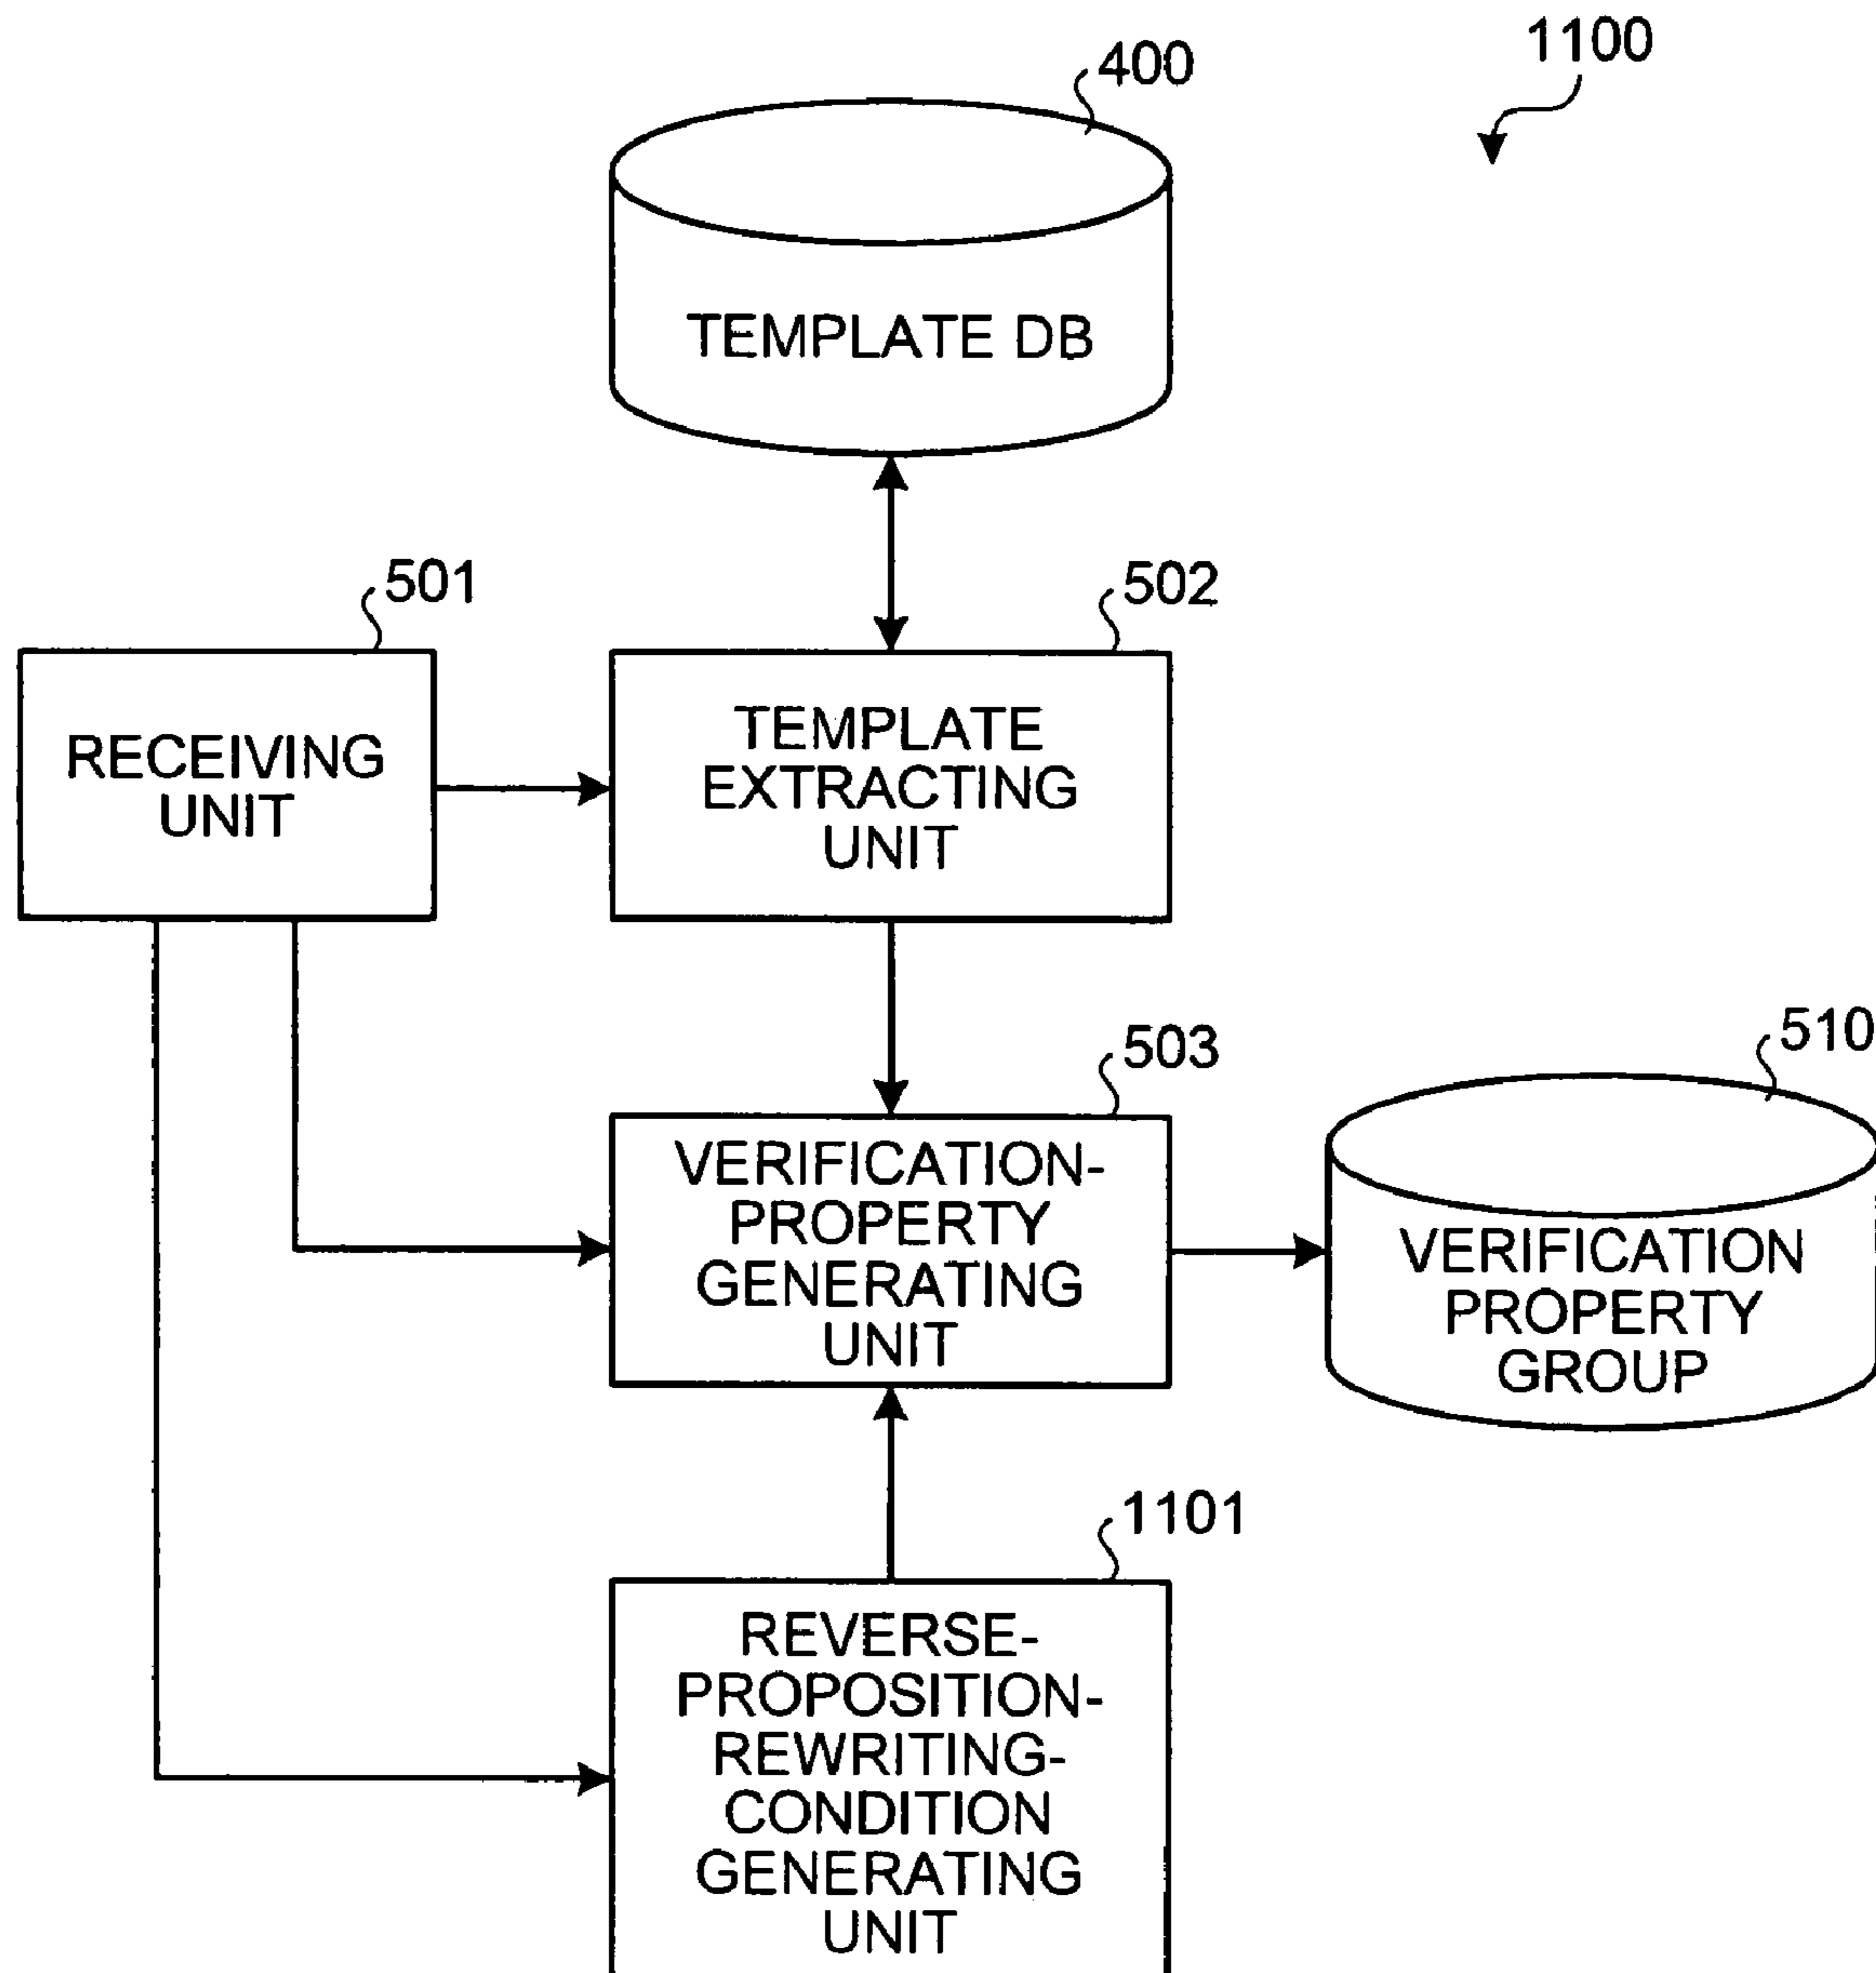 1100
400
TEMPLATE DB
501
502
RECEIVING
UNIT
TEMPLATE
EXTRACTING
UNIT
503
510
VERIFICATION-
PROPERTY
GENERATING
UNIT
VERIFICATION
PROPERTY
GROUP
1101
REVERSE-
PROPOSITION-
REWRITING-
CONDITION
GENERATING
UNIT